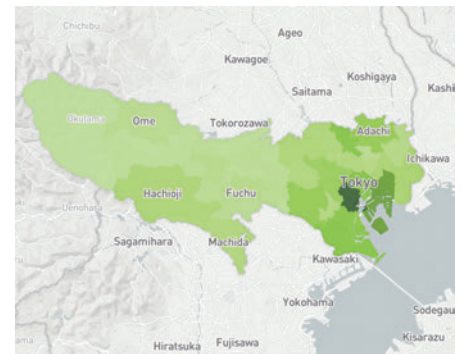 Chichibu
Ageo
Kawagoe
Koshigaya
Saitama
Kashi
Okutama
Ome
Tokorozawa
Adachi
Ichikawa
Tokyo
Hachioji
Fuchu
Uenohara
Sagamihara
Machida
Kawasaki
Yokohama
Sodegau
Hiratsuka
Fujisawa
Kisarazu